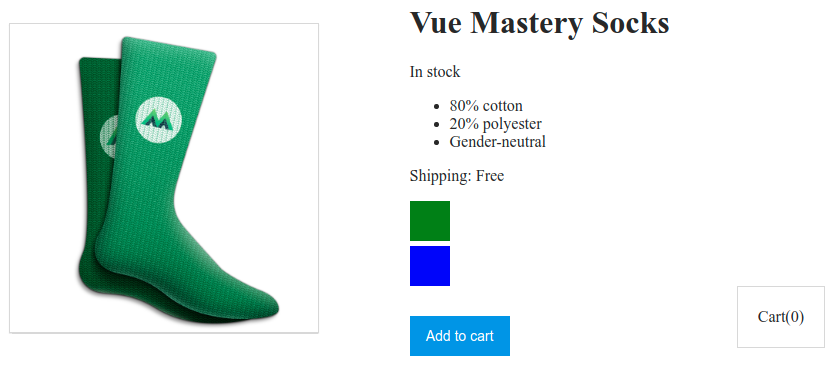 Vue Mastery Socks
In stock
80% cotton
20% polyester
Gender-neutral
Shipping: Free
Cart(0)
Add to cart